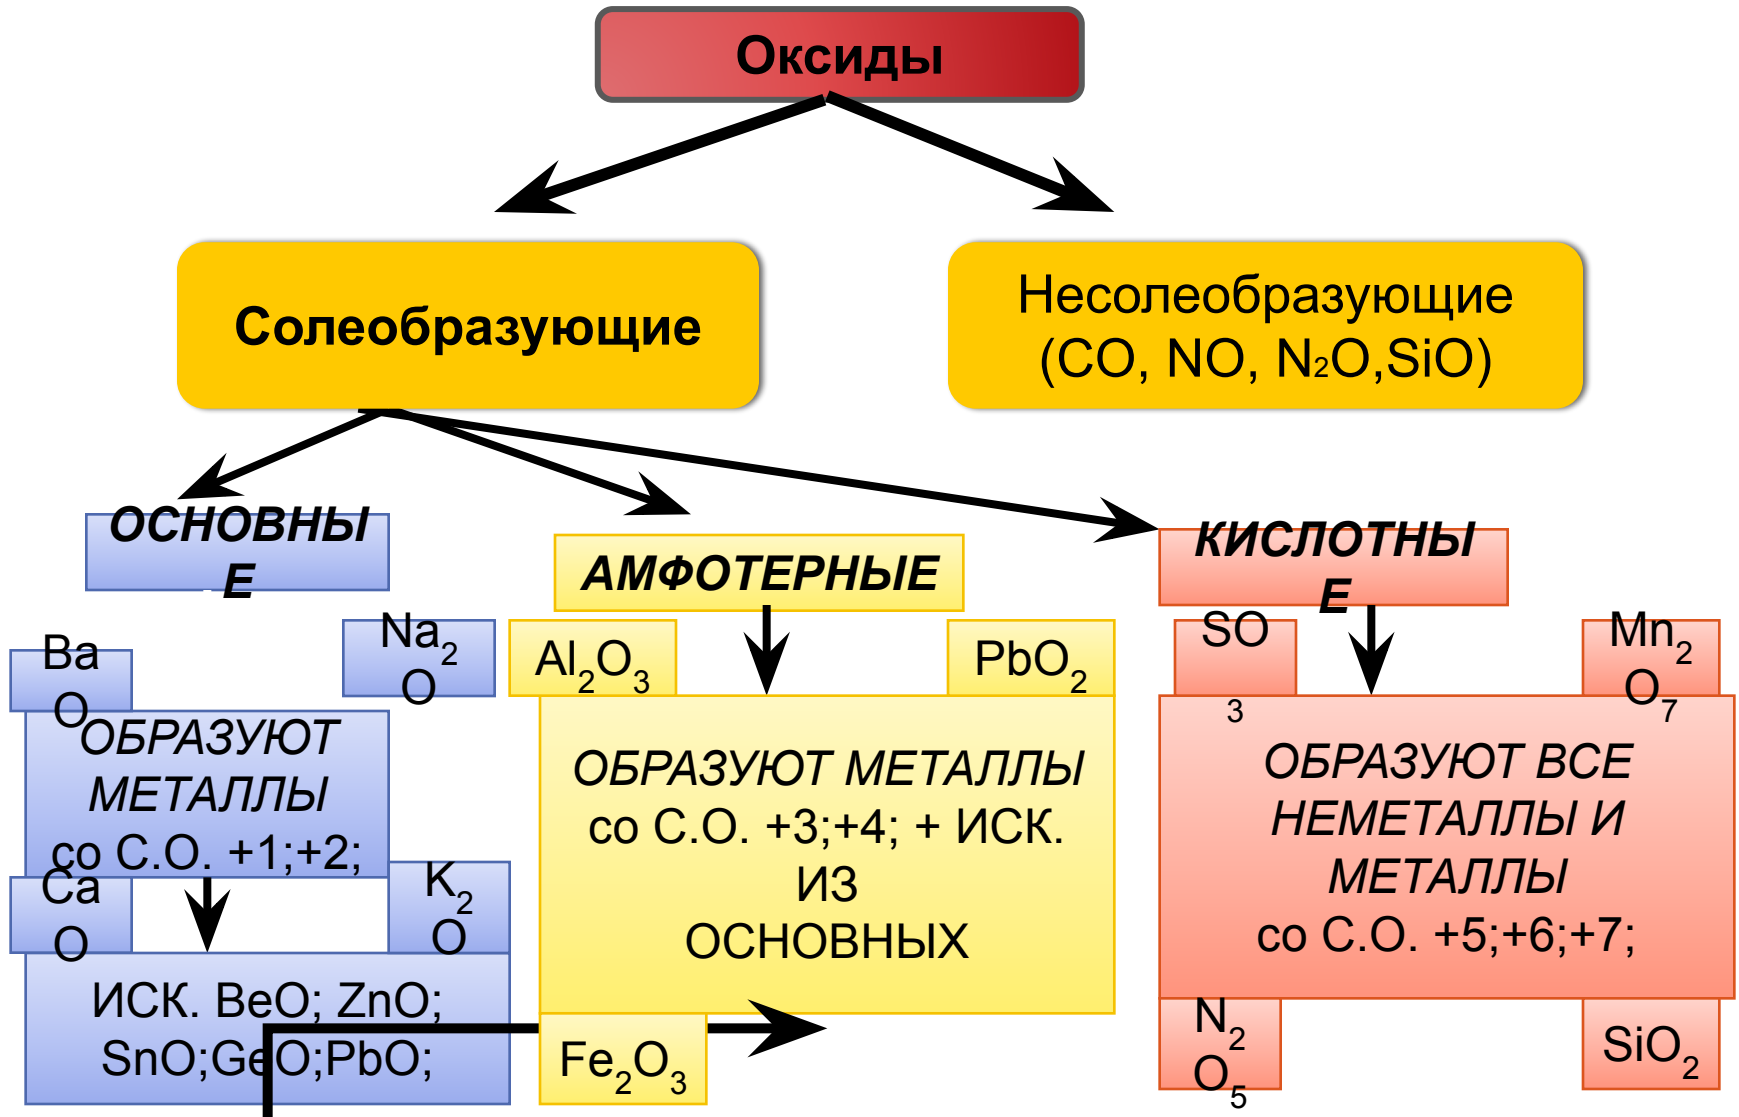 Оксиды
Солеобразующие
Несолеобразующие
(CO, NO, N₂O,SiO)
ОСНОВНЫ
Е
АМФОТЕРНЫЕ
КИСЛОТНЫ
Е
Ba
O
Na₂
O
Al₂O₃
PbO₂
SO
₃
Mn₂
O₇
ОБРАЗУЮТ
МЕТАЛЛЫ
со С.О. +1;+2;
ОБРАЗУЮТ МЕТАЛЛЫ
со С.О. +3;+4; + ИСК.
ИЗ
ОСНОВНЫХ
ОБРАЗУЮТ ВСЕ
НЕМЕТАЛЛЫ И
МЕТАЛЛЫ
со С.О. +5;+6;+7;
Ca
O
K₂
O
ИСК. BeO; ZnO;
SnO;GeO;PbO;
Fe₂O₃
N₂
O₅
SiO₂